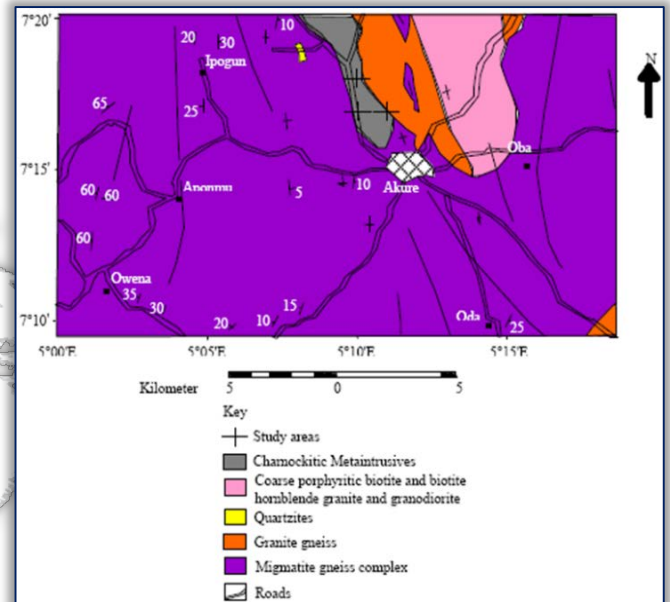 7°20'
20
30
10
N
Ipogun
65
25
7°15'
Oba
60
60
5
10
Akure
Aponmu
60
Owena
35
30
15
20
10
Oda
25
7°10'
5°00'E
5°05'E
5°10'E
5°15'E
Kilometer
5
0
5
Key
Study areas
Charnockitic Metaintrusives
Coarse porphyritic biotite and biotite
hornblende granite and granodiorite
Quartzites
Granite gneiss
Migmatite gneiss complex
Roads